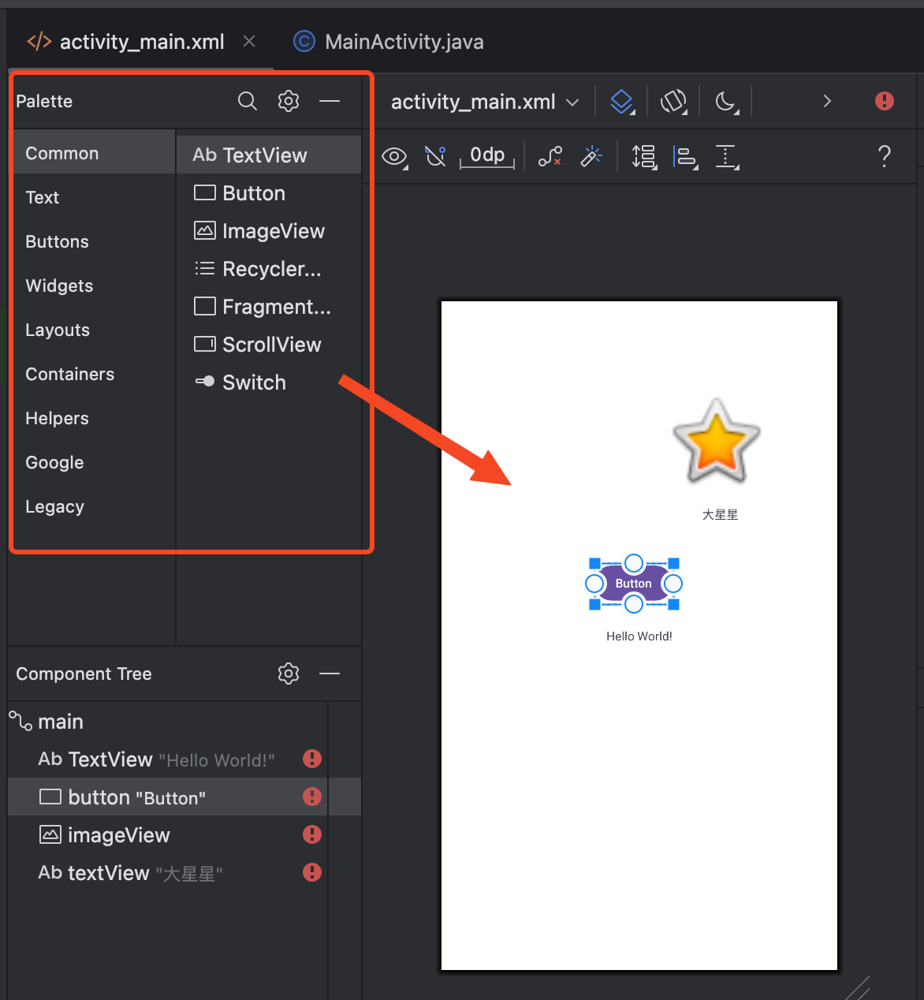 activity_main.xml
MainActivity.java
Palette
activity_main.xml
0dp
?
Common
Text
Buttons
Widgets
Layouts
Containers
Helpers
Google
Legacy
Ab TextView
Button
ImageView
Recycler...
Fragment...
ScrollView
Switch
大星星
Button
Hello World!
Component Tree
main
Ab TextView "Hello World!"
button "Button"
imageView
Ab textView "大星星"